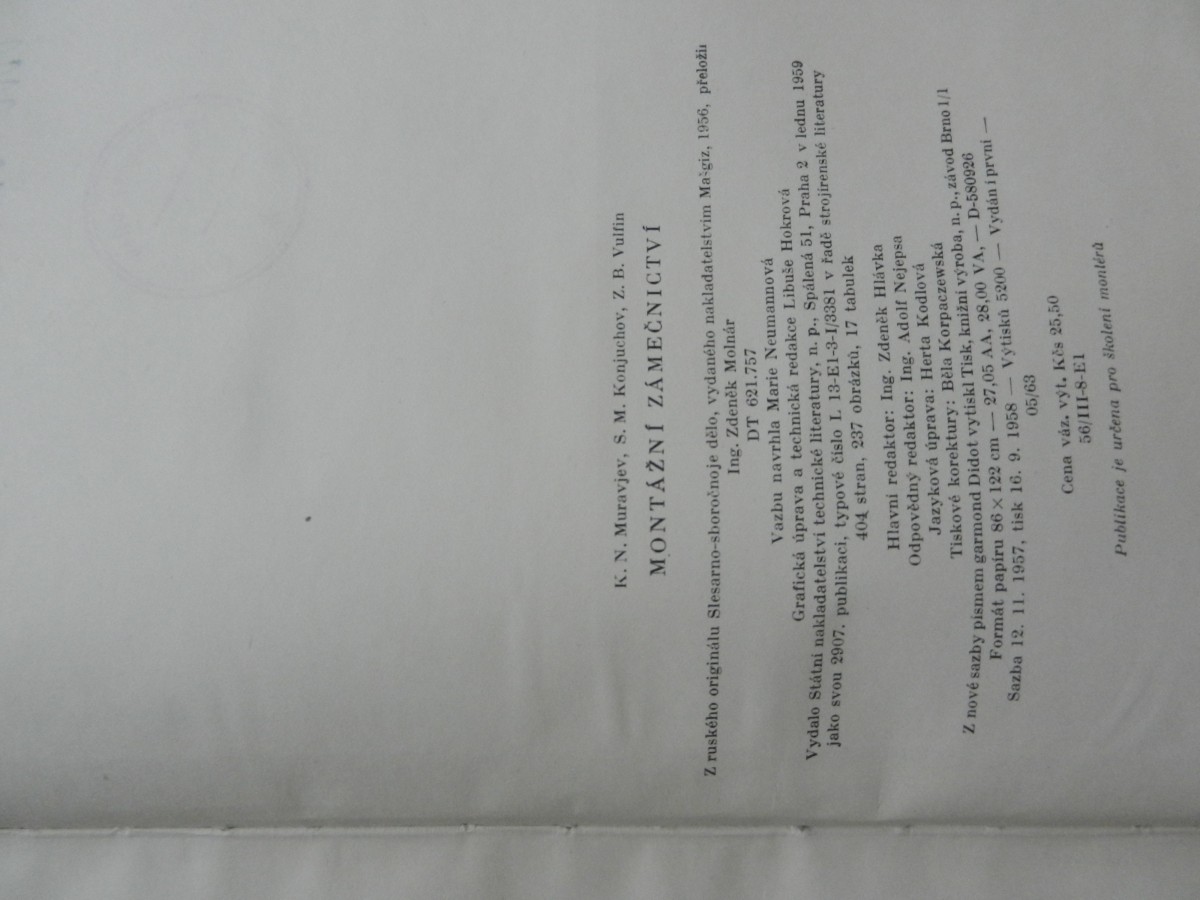 K. N. Muravjev, S. M. Konjuchov, Z. B. Vulfin
MONTÁŽNÍ ZÁMEČNICTVÍ
Z ruského originálu Slesarno-sboročnoje dělo, vydaného nakladatelstvím Mašgiz, 1956, přeložil
Ing. Zdeněk Molnár
DT 621.757
Vazbu navrhla Marie Neumannová
Grafická úprava a technická redakce Libuše Hokrová
Vydalo Státní nakladatelství technické literatury, n. p., Spálená 51, Praha 2 v lednu 1959
jako svou 2907. publikaci, typové číslo L 13-E1-3-I/3381 v řadě strojírenské literatury
404 stran, 237 obrázků, 17 tabulek
Hlavní redaktor: Ing. Zdeněk Hlávka
Odpovědný redaktor: Ing. Adolf Nejepsa
Jazyková úprava: Herta Kodlová
Tiskové korektury: Běla Korpaczewská
Z nové sazby písmem garmond Didot vytiskl Tisk, knižní výroba, n. p., závod Brno 1/1
Formát papíru 86×122 cm — 27,05 AA, 28,00 VA, — D-580926
Sazba 12. 11. 1957, tisk 16. 9. 1958 — Výtisků 5200 — Vydání první —
05/63
Cena váz. výt. Kčs 25,50
56/III-8-E1
Publikace je určena pro školení montérů